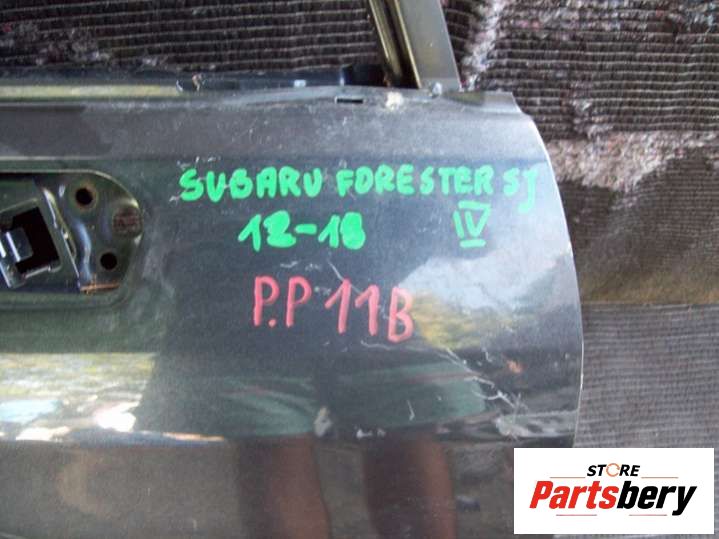 SUBARU FORESTER SJ
12-18 IV
P.P 11B
STORE
Partsbery